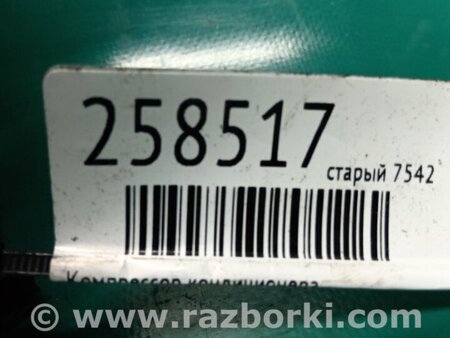 258517
старый 7542
Компрессор кондиционера
© www.razborki.com